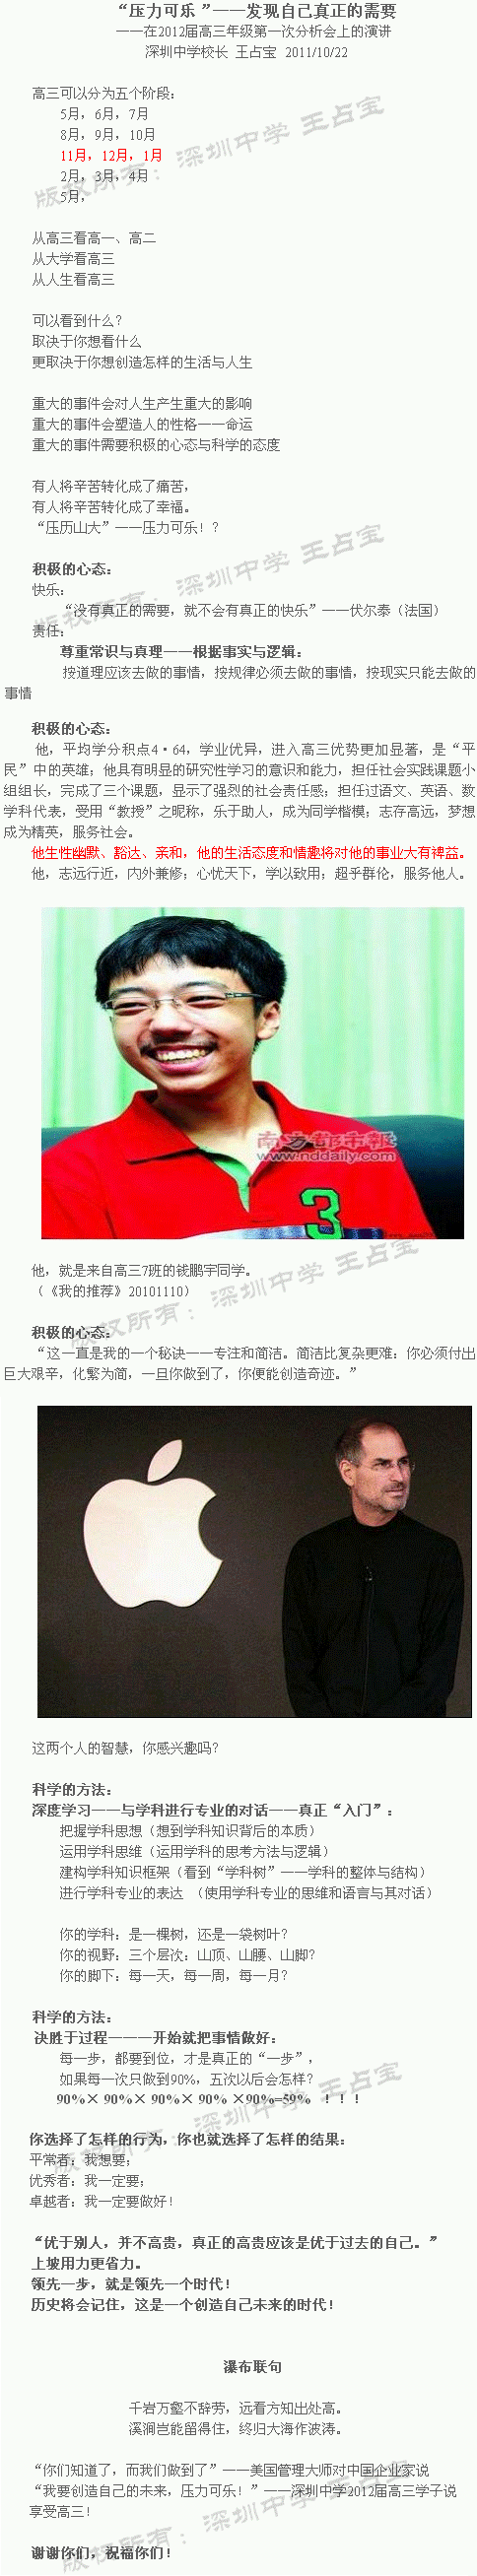 “压力可乐”——发现自己真正的需要
——在2012届高三年级第一次分析会上的演讲
深圳中学校长 王占宝 2011/10/22
高三可以分为五个阶段：
5月，6月，7月
8月，9月，10月
11月，12月，1月
2月，3月，4月
5月，
版权所有：深圳中学 王占宝
从高三看高一、高二
从大学看高三
从人生看高三
可以看到什么？
取决于你想看什么
更取决于你想创造怎样的生活与人生
重大的事件会对人生产生重大的影响
重大的事件会塑造人的性格——命运
重大的事件需要积极的心态与科学的态度
有人将辛苦转化成了痛苦，
有人将辛苦转化成了幸福。
“压历山大”——压力可乐！？
版权所有：深圳中学 王占宝
积极的心态：
快乐：
“没有真正的需要，就不会有真正的快乐”——伏尔泰（法国）
责任：
尊重常识与真理——根据事实与逻辑：
按道理应该去做的事情，按规律必须去做的事情，按现实只能去做的
事情
积极的心态：
他，平均学分积点4·64，学业优异，进入高三优势更加显著，是“平
民”中的英雄；他具有明显的研究性学习的意识和能力，担任社会实践课题小
组组长，完成了三个课题，显示了强烈的社会责任感；担任过语文、英语、数
学科代表，受用“教授”之昵称，乐于助人，成为同学楷模；志存高远，梦想
成为精英，服务社会。
他生性幽默、豁达、亲和，他的生活态度和情趣将对他的事业大有裨益。
他，志远行近，内外兼修；心忧天下，学以致用；超乎群伦，服务他人。
南方都市報
www.nddaily.com
3
他，就是来自高三7班的钱鹏宇同学。
（《我的推荐》20101110）
版权所有：深圳中学 王占宝
积极的心态：
“这一直是我的一个秘诀——专注和简洁。简洁比复杂更难：你必须付出
巨大艰辛，化繁为简，一旦你做到了，你便能创造奇迹。”
这两个人的智慧，你感兴趣吗？
科学的方法：
深度学习——与学科进行专业的对话——真正“入门”：
把握学科思想（想到学科知识背后的本质）
运用学科思维（运用学科的思考方法与逻辑）
建构学科知识框架（看到“学科树”——学科的整体与结构）
进行学科专业的表达 （使用学科专业的思维和语言与其对话）
你的学科：是一棵树，还是一袋树叶？
你的视野：三个层次：山顶、山腰、山脚？
你的脚下：每一天，每一周，每一月？
科学的方法：
决胜于过程——一开始就把事情做好：
每一步，都要到位，才是真正的“一步”，
如果每一次只做到90%，五次以后会怎样？
90%×90%×90%×90%×90%=59% ！！！
版权所有：深圳中学 王占宝
你选择了怎样的行为，你也就选择了怎样的结果：
平常者：我想要；
优秀者：我一定要；
卓越者：我一定要做好！
“优于别人，并不高贵，真正的高贵应该是优于过去的自己。”
上坡用力更省力。
领先一步，就是领先一个时代！
历史将会记住，这是一个创造自己未来的时代！
瀑布联句
千岩万壑不辞劳，远看方知出处高。
溪涧岂能留得住，终归大海作波涛。
“你们知道了，而我们做到了”——美国管理大师对中国企业家说
“我要创造自己的未来，压力可乐！”——深圳中学2012届高三学子说
享受高三！
版权所有：深圳中学 王占宝
谢谢你们，祝福你们！